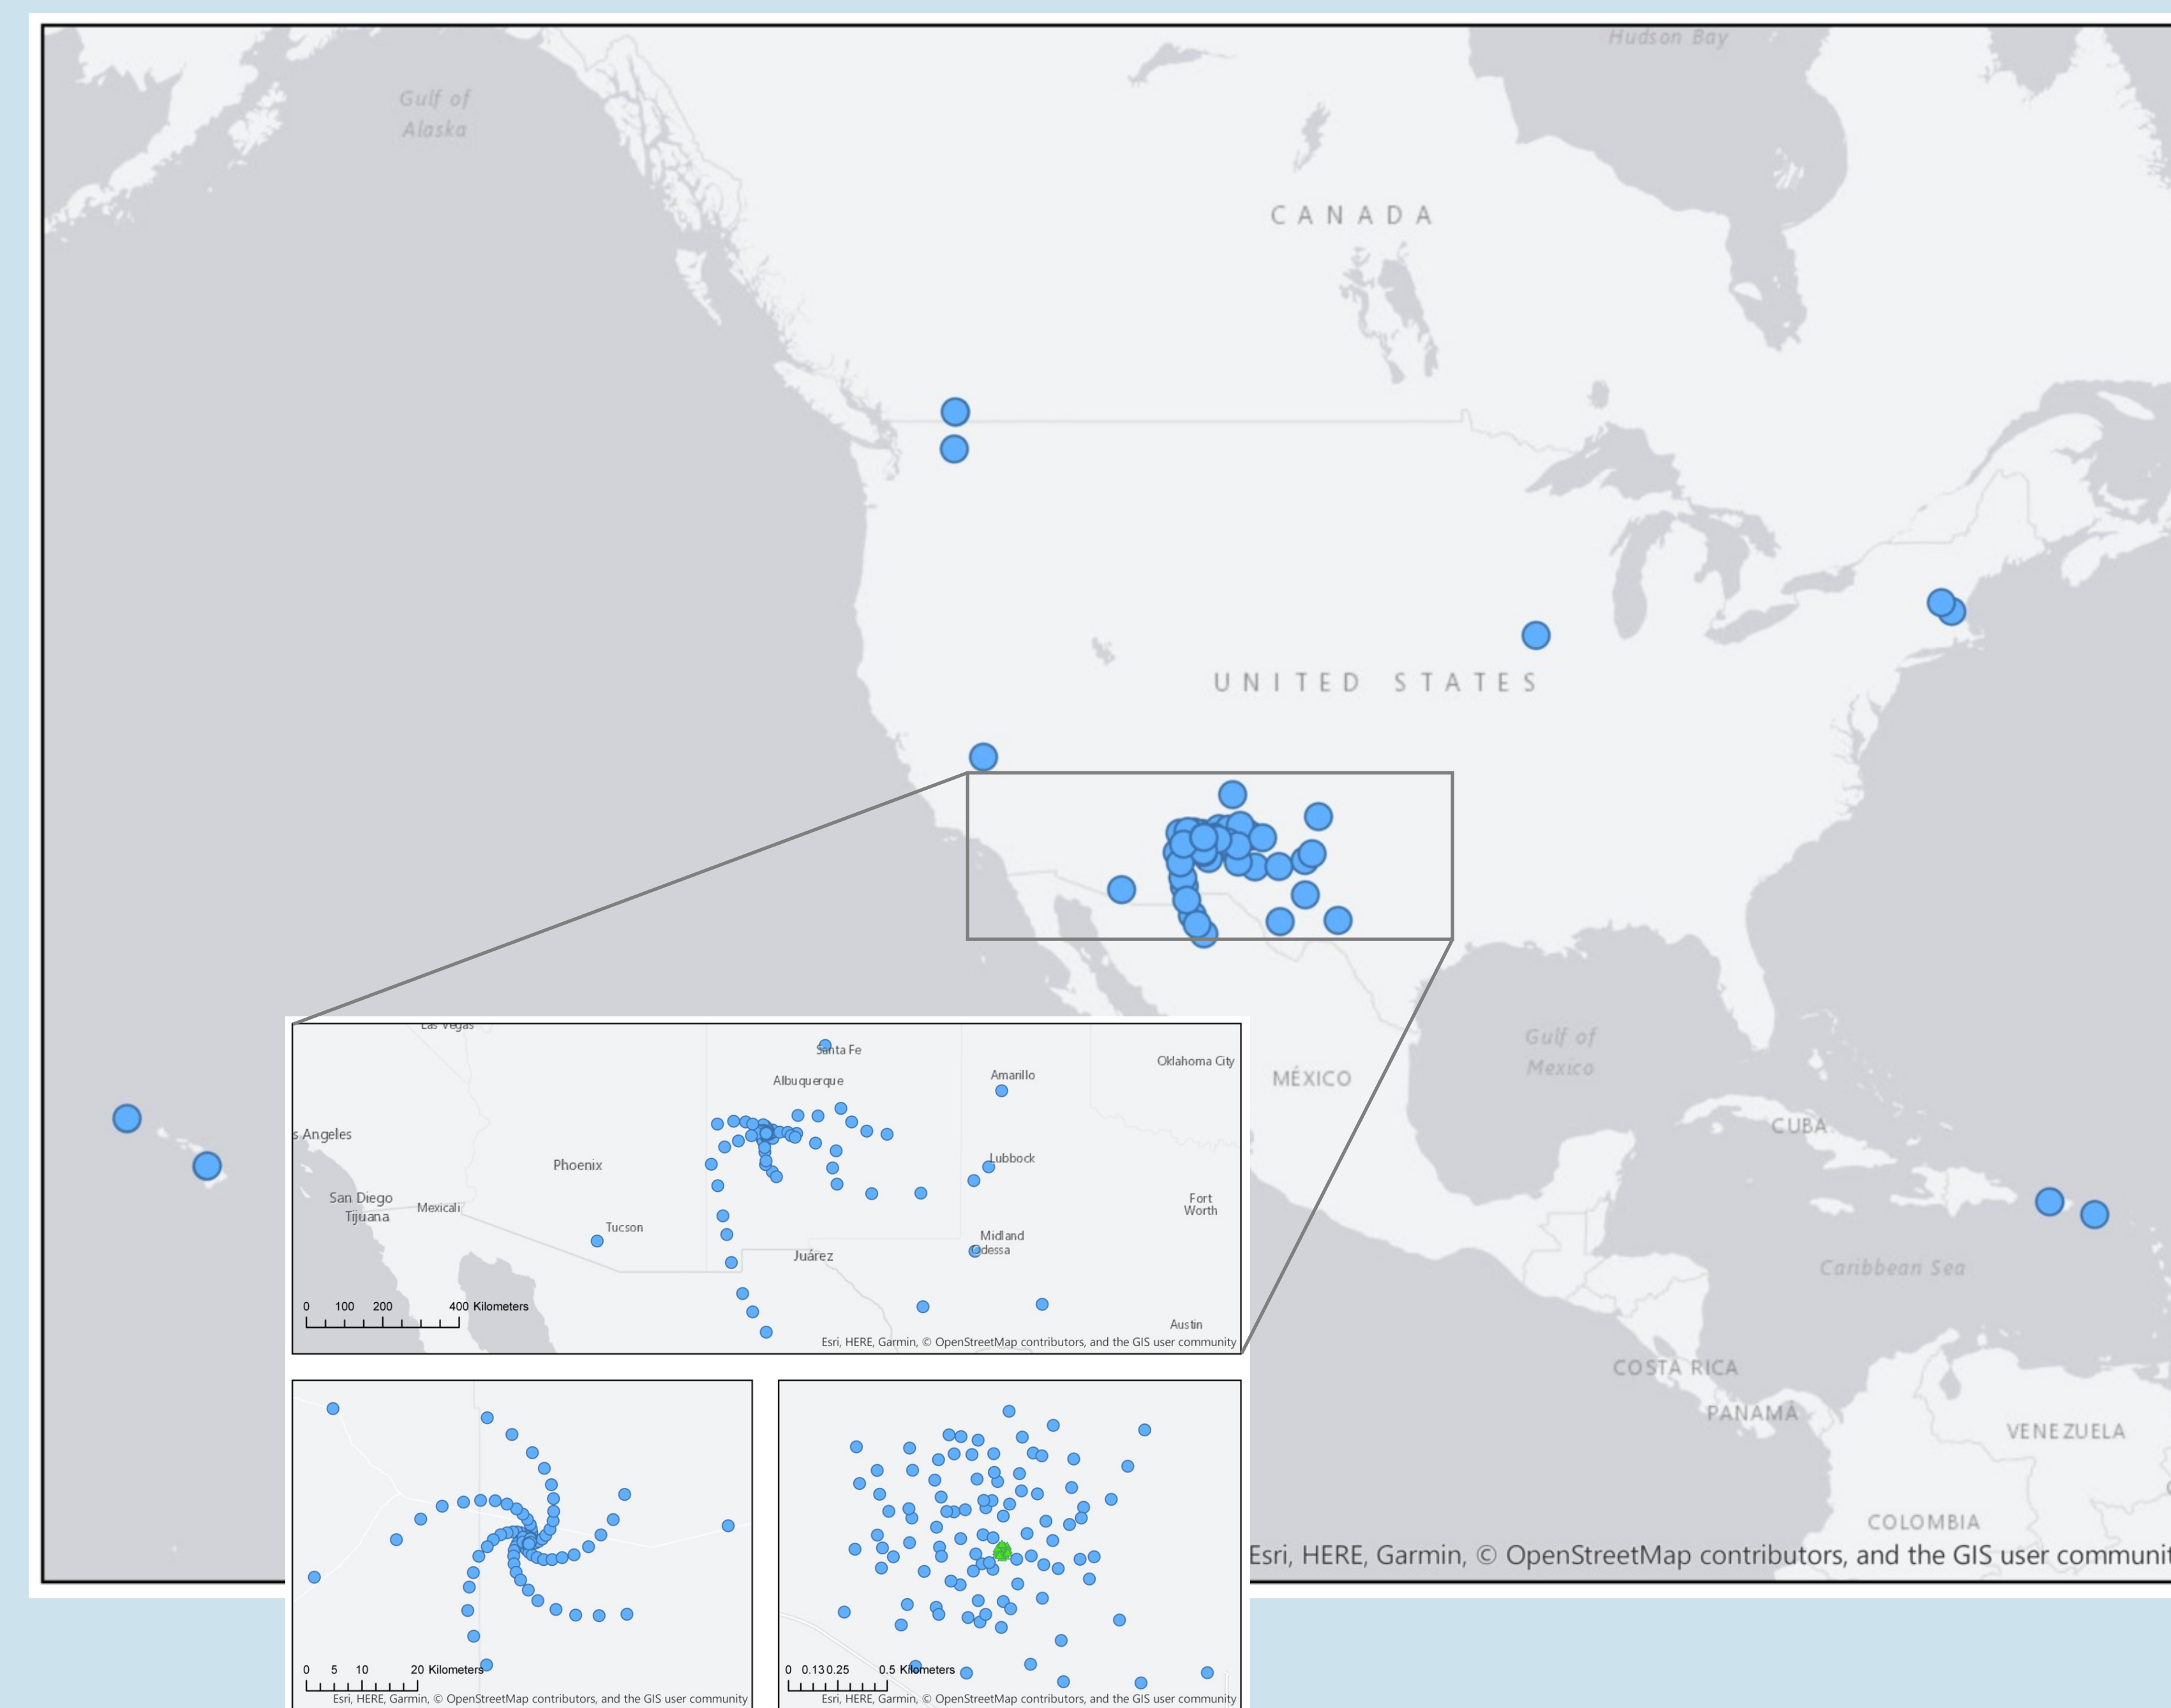 Hudson Bay
Gulf of
Alaska
CANADA
UNITED STATES
Gulf of
Mexico
MÉXICO
CUBA
Caribbean Sea
COSTA RICA
PANAMÁ
VENEZUELA
COLOMBIA
Esri, HERE, Garmin, © OpenStreetMap contributors, and the GIS user communit
Las Vegas
Santa Fe
Oklahoma City
Albuquerque
Amarillo
s Angeles
Phoenix
Lubbock
San Diego
Tijuana
Mexicali
Fort
Worth
Tucson
Midland
Odessa
Juárez
0 100 200 400 Kilometers
Austin
Esri, HERE, Garmin, © OpenStreetMap contributors, and the GIS user community
0 5 10 20 Kilometers
Esri, HERE, Garmin, © OpenStreetMap contributors, and the GIS user community
0 0.13 0.25 0.5 Kilometers
Esri, HERE, Garmin, © OpenStreetMap contributors, and the GIS user community